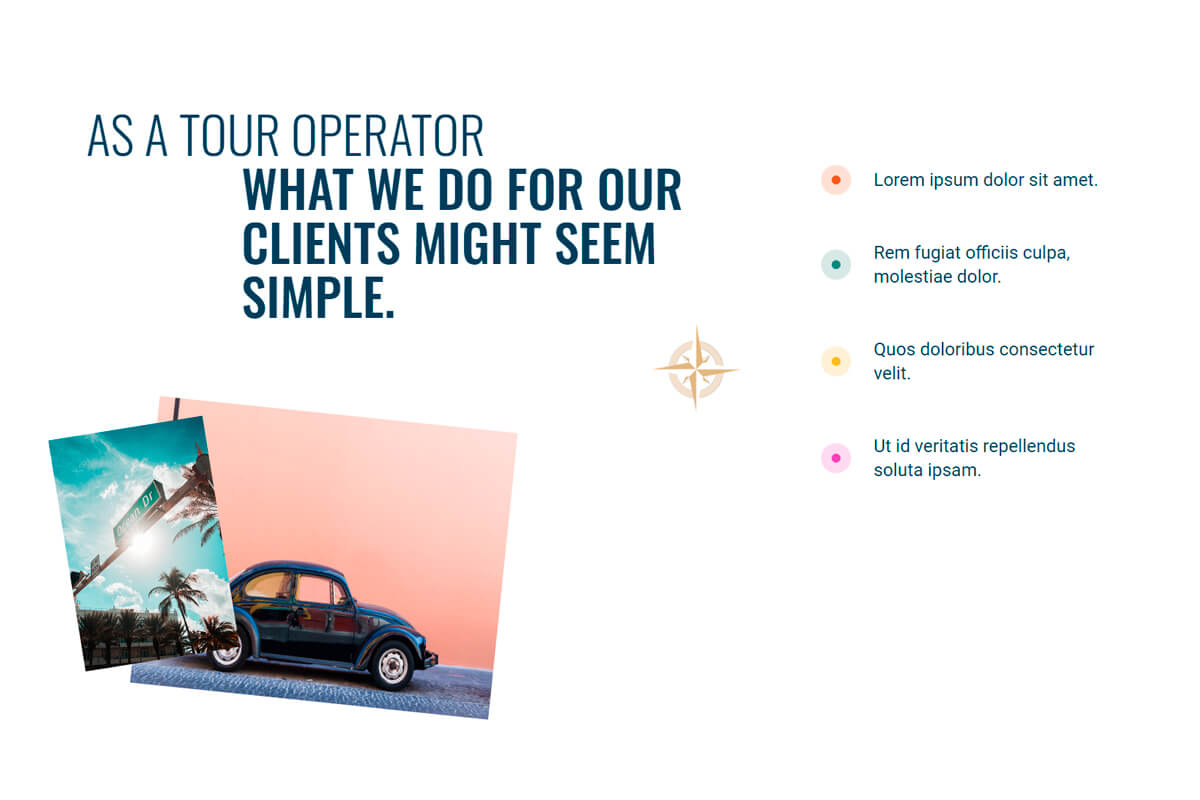 AS A TOUR OPERATOR
WHAT WE DO FOR OUR
CLIENTS MIGHT SEEM
SIMPLE.
Lorem ipsum dolor sit amet.
Rem fugiat officiis culpa,
molestiae dolor.
Quos doloribus consectetur
velit.
Ut id veritatis repellendus
soluta ipsam.
Ocean Dr